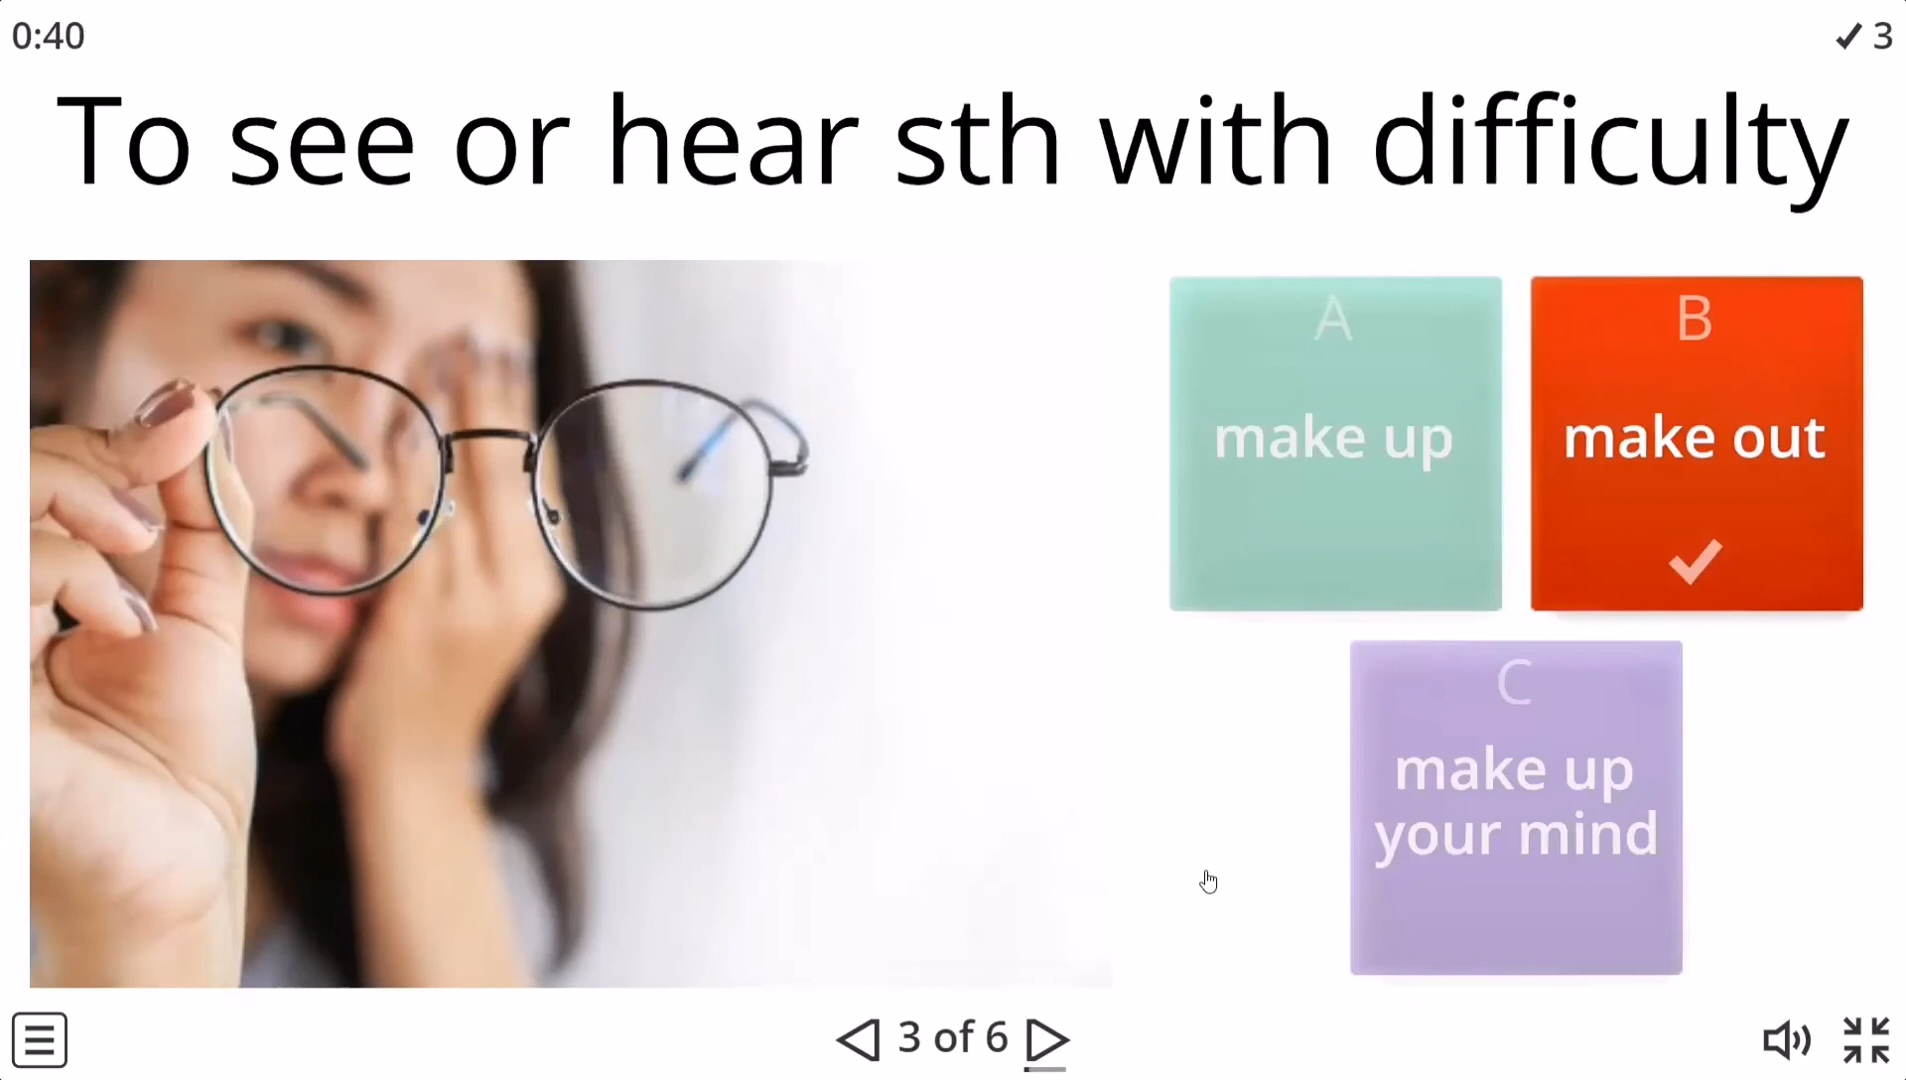 0:40
3
To see or hear sth with difficulty
A
make up
B
make out
C
make up
your mind
3 of 6